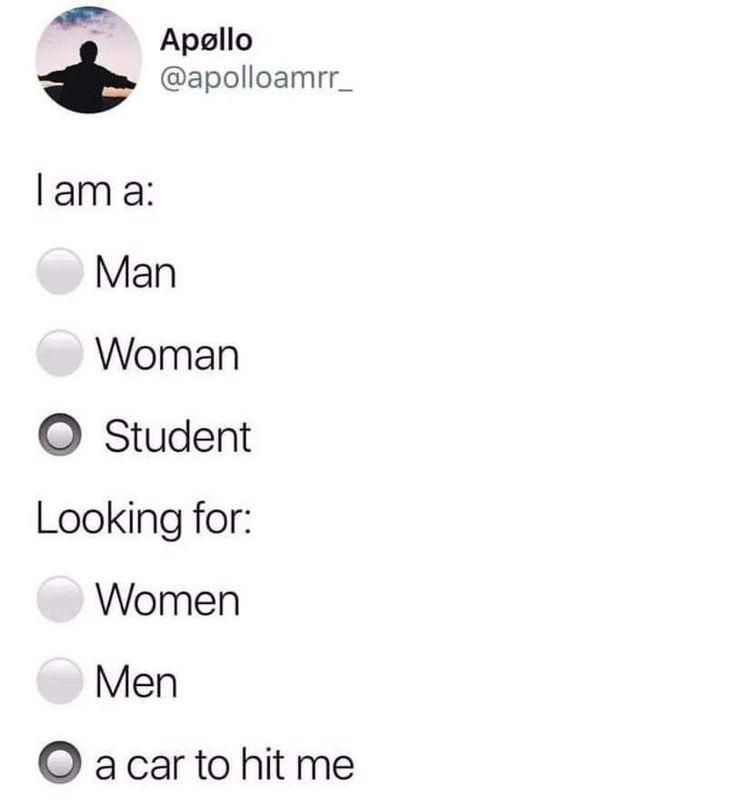 Apøllo
@apolloamrr_
I am a:
Man
Woman
Student
Looking for:
Women
Men
a car to hit me